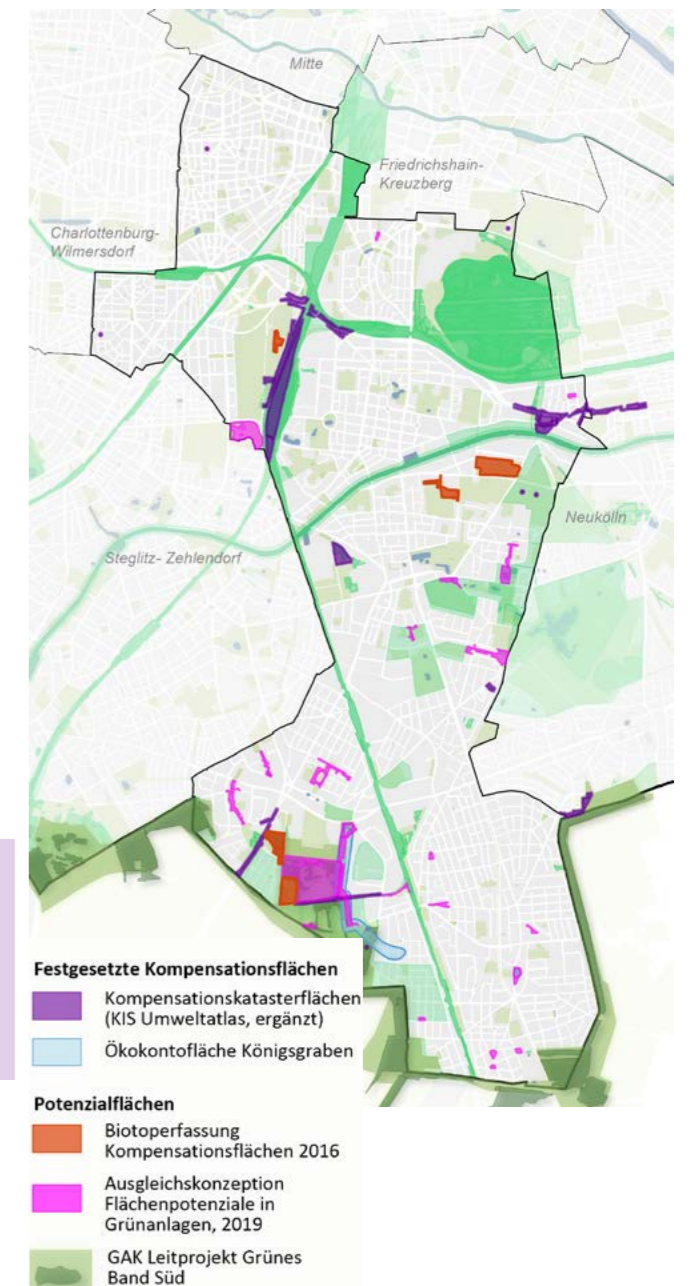 Mitte
Friedrichshain-
Kreuzberg
Charlottenburg-
Wilmersdorf
Neukölln
Steglitz- Zehlendorf
Festgesetzte Kompensationsflächen
Kompensationskatasterflächen
(KIS Umweltatlas, ergänzt)
Ökokontofläche Königsgraben
Potenzialflächen
Biotoperfassung
Kompensationsflächen 2016
Ausgleichskonzeption
Flächenpotenziale in
Grünanlagen, 2019
GAK Leitprojekt Grünes
Band Süd